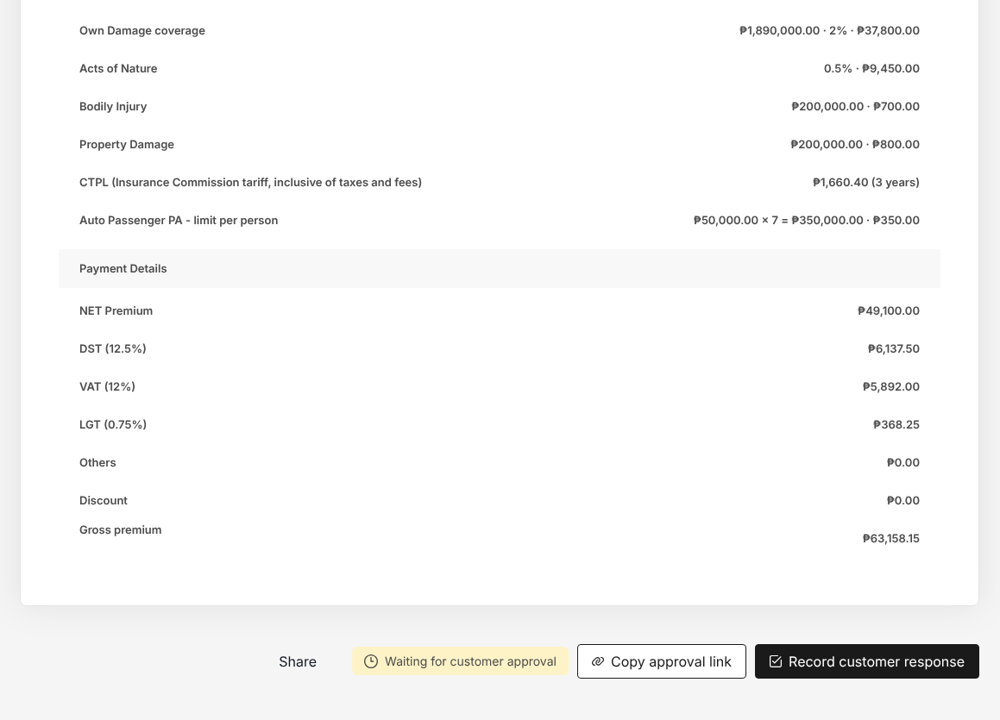 Own Damage coverage ₱1,890,000.00 · 2% · ₱37,800.00
Acts of Nature 0.5% · ₱9,450.00
Bodily Injury ₱200,000.00 · ₱700.00
Property Damage ₱200,000.00 · ₱800.00
CTPL (Insurance Commission tariff, inclusive of taxes and fees) ₱1,660.40 (3 years)
Auto Passenger PA - limit per person ₱50,000.00 × 7 = ₱350,000.00 · ₱350.00
Payment Details
NET Premium ₱49,100.00
DST (12.5%) ₱6,137.50
VAT (12%) ₱5,892.00
LGT (0.75%) ₱368.25
Others ₱0.00
Discount ₱0.00
Gross premium ₱63,158.15
Share Waiting for customer approval Copy approval link Record customer response